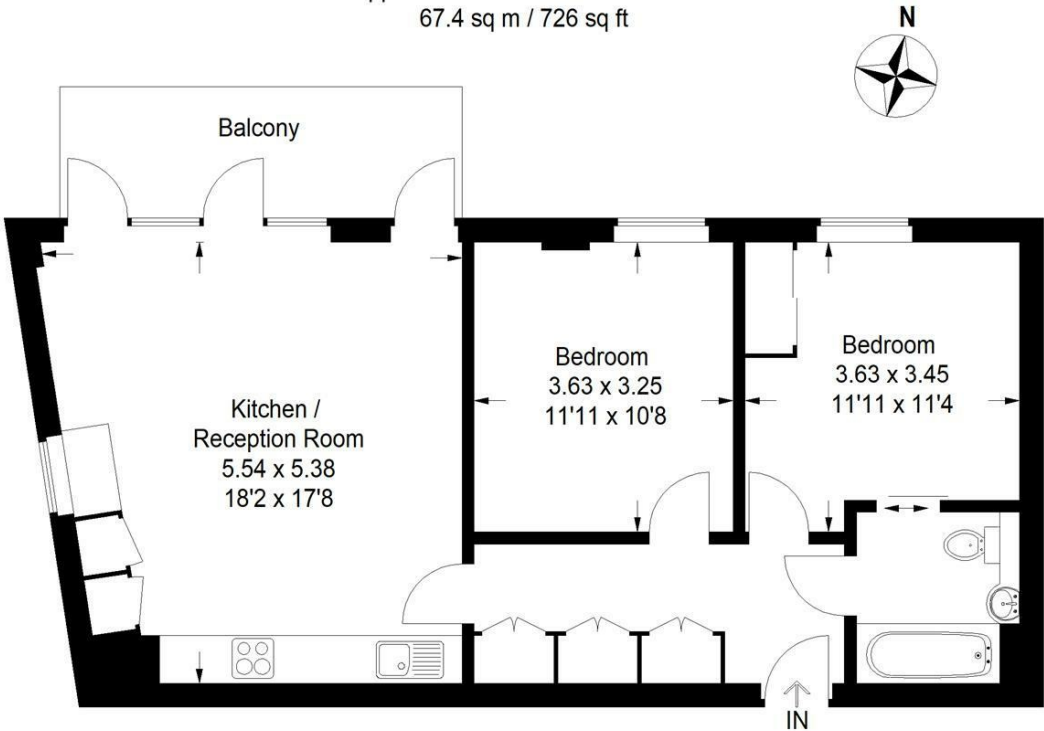 67.4 sq m / 726 sq ft
N
Balcony
Kitchen /
Reception Room
5.54 x 5.38
18'2 x 17'8
Bedroom
3.63 x 3.25
11'11 x 10'8
Bedroom
3.63 x 3.45
11'11 x 11'4
IN